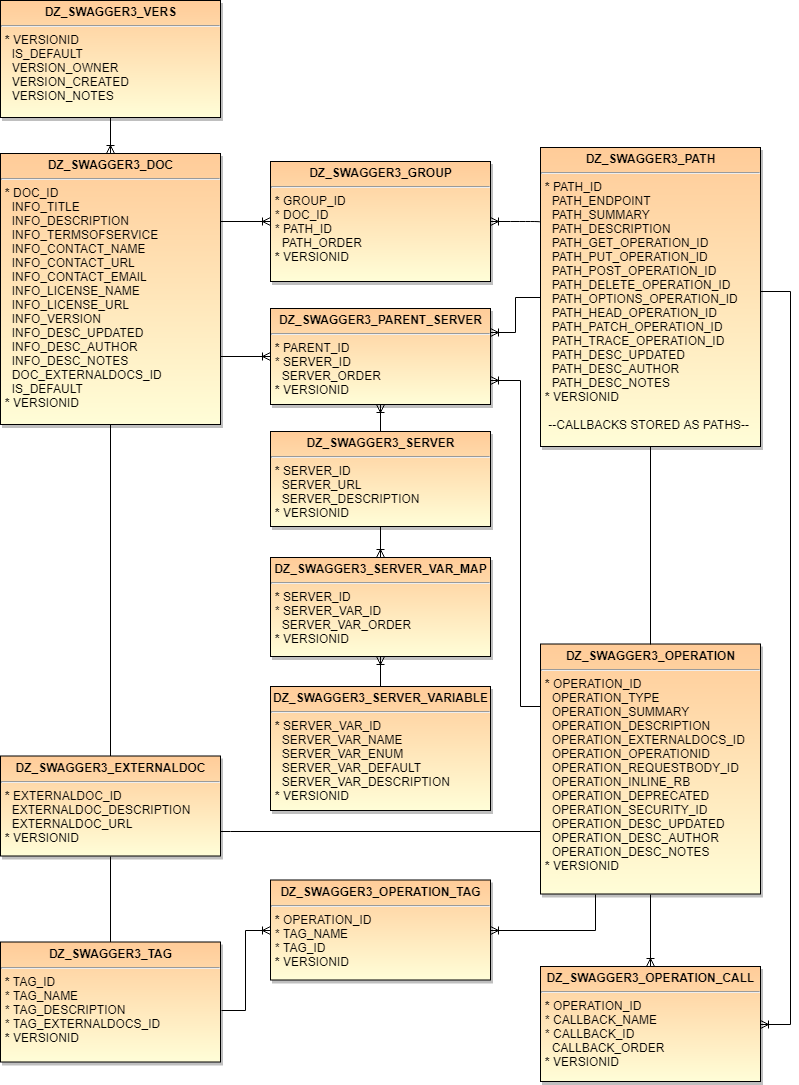 DZ_SWAGGER3_VERS
* VERSIONID
IS_DEFAULT
VERSION_OWNER
VERSION_CREATED
VERSION_NOTES
DZ_SWAGGER3_DOC
* DOC_ID
INFO_TITLE
INFO_DESCRIPTION
INFO_TERMSOFSERVICE
INFO_CONTACT_NAME
INFO_CONTACT_URL
INFO_CONTACT_EMAIL
INFO_LICENSE_NAME
INFO_LICENSE_URL
INFO_VERSION
INFO_DESC_UPDATED
INFO_DESC_AUTHOR
INFO_DESC_NOTES
DOC_EXTERNALDOCS_ID
IS_DEFAULT
* VERSIONID
DZ_SWAGGER3_GROUP
* GROUP_ID
* DOC_ID
* PATH_ID
PATH_ORDER
* VERSIONID
DZ_SWAGGER3_PATH
* PATH_ID
PATH_ENDPOINT
PATH_SUMMARY
PATH_DESCRIPTION
PATH_GET_OPERATION_ID
PATH_PUT_OPERATION_ID
PATH_POST_OPERATION_ID
PATH_DELETE_OPERATION_ID
PATH_OPTIONS_OPERATION_ID
PATH_HEAD_OPERATION_ID
PATH_PATCH_OPERATION_ID
PATH_TRACE_OPERATION_ID
PATH_DESC_UPDATED
PATH_DESC_AUTHOR
PATH_DESC_NOTES
* VERSIONID
--CALLBACKS STORED AS PATHS--
DZ_SWAGGER3_PARENT_SERVER
* PARENT_ID
* SERVER_ID
SERVER_ORDER
* VERSIONID
DZ_SWAGGER3_SERVER
* SERVER_ID
SERVER_URL
SERVER_DESCRIPTION
* VERSIONID
DZ_SWAGGER3_SERVER_VAR_MAP
* SERVER_ID
* SERVER_VAR_ID
SERVER_VAR_ORDER
* VERSIONID
DZ_SWAGGER3_SERVER_VARIABLE
* SERVER_VAR_ID
SERVER_VAR_NAME
SERVER_VAR_ENUM
SERVER_VAR_DEFAULT
SERVER_VAR_DESCRIPTION
* VERSIONID
DZ_SWAGGER3_OPERATION
* OPERATION_ID
OPERATION_TYPE
OPERATION_SUMMARY
OPERATION_DESCRIPTION
OPERATION_EXTERNALDOCS_ID
OPERATION_OPERATIONID
OPERATION_REQUESTBODY_ID
OPERATION_INLINE_RB
OPERATION_DEPRECATED
OPERATION_SECURITY_ID
OPERATION_DESC_UPDATED
OPERATION_DESC_AUTHOR
OPERATION_DESC_NOTES
* VERSIONID
DZ_SWAGGER3_EXTERNALDOC
* EXTERNALDOC_ID
EXTERNALDOC_DESCRIPTION
EXTERNALDOC_URL
* VERSIONID
DZ_SWAGGER3_OPERATION_TAG
* OPERATION_ID
* TAG_NAME
* TAG_ID
* VERSIONID
DZ_SWAGGER3_TAG
* TAG_ID
* TAG_NAME
* TAG_DESCRIPTION
* TAG_EXTERNALDOCS_ID
* VERSIONID
DZ_SWAGGER3_OPERATION_CALL
* OPERATION_ID
* CALLBACK_NAME
* CALLBACK_ID
CALLBACK_ORDER
* VERSIONID